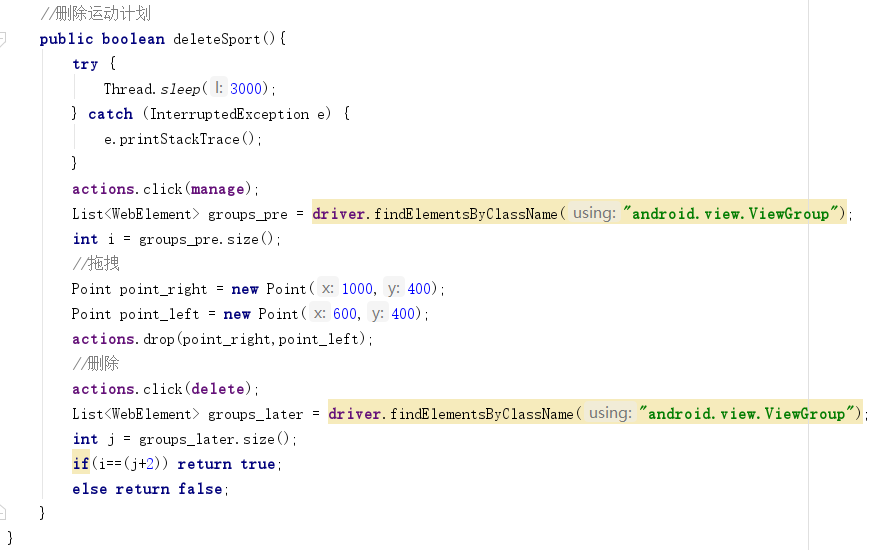 //删除运动计划
public boolean deleteSport(){
try {
Thread.sleep( l: 3000);
} catch (InterruptedException e) {
e.printStackTrace();
}
actions.click(manage);
List<WebElement> groups_pre = driver.findElementsByClassName( using: "android.view.ViewGroup");
int i = groups_pre.size();
//拖拽
Point point_right = new Point( x: 1000, y: 400);
Point point_left = new Point( x: 600, y: 400);
actions.drop(point_right,point_left);
//删除
actions.click(delete);
List<WebElement> groups_later = driver.findElementsByClassName( using: "android.view.ViewGroup");
int j = groups_later.size();
if(i==(j+2)) return true;
else return false;
}
}